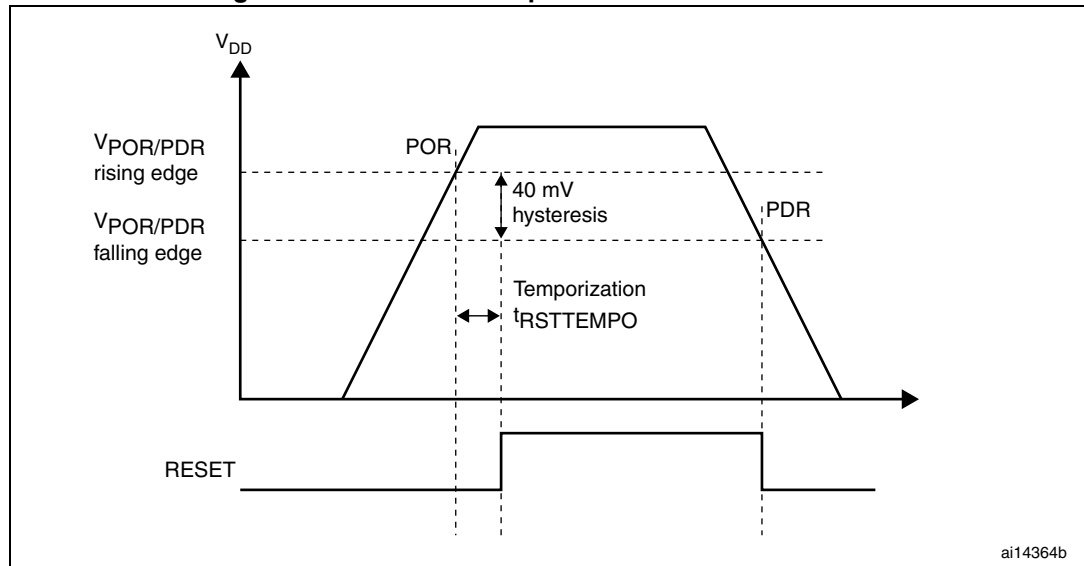 V_DD
V_POR/PDR
rising edge
POR
40 mV
hysteresis
PDR
V_POR/PDR
falling edge
Temporization
t_RSTTEMPO
RESET
ai14364b